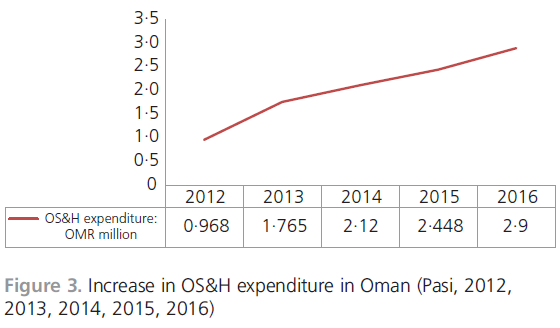 3·5
3·0
2·5
2·0
1·5
1·0
0·5
0
2012 2013 2014 2015 2016
OS&H expenditure:
OMR million
0·968 1·765 2·12 2·448 2·9
Figure 3. Increase in OS&H expenditure in Oman (Pasi, 2012,
2013, 2014, 2015, 2016)